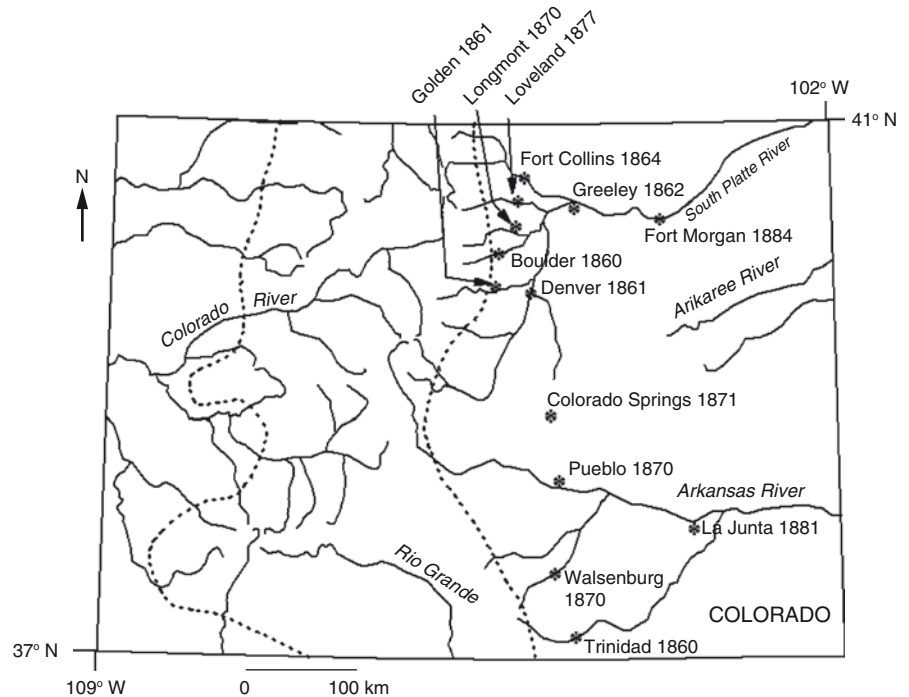 Golden 1861
Longmont 1870
Loveland 1877
102° W
41° N
N
Fort Collins 1864
South Platte River
Greeley 1862
Fort Morgan 1884
Boulder 1860
Arikaree River
Denver 1861
Colorado River
Colorado Springs 1871
Pueblo 1870
Arkansas River
La Junta 1881
Rio Grande
Walsenburg
1870
COLORADO
Trinidad 1860
37° N
109° W
0 100 km